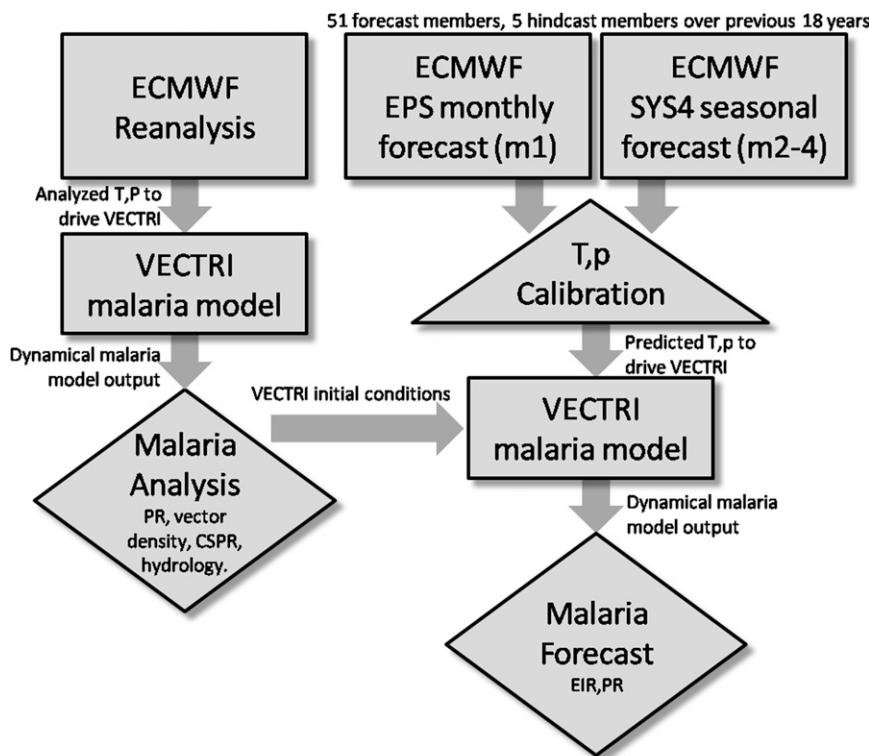 51 forecast members, 5 hindcast members over previous 18 years
ECMWF
Reanalysis
ECMWF
EPS monthly
forecast (m1)
ECMWF
SYS4 seasonal
forecast (m2-4)
Analyzed T,P to
drive VECTRI
VECTRI
malaria model
T,p
Calibration
Dynamical malaria
model output
Predicted T,p to
drive VECTRI
VECTRI initial conditions
VECTRI
malaria model
Malaria
Analysis
PR, vector
density, CSPR,
hydrology.
Dynamical malaria
model output
Malaria
Forecast
EIR,PR